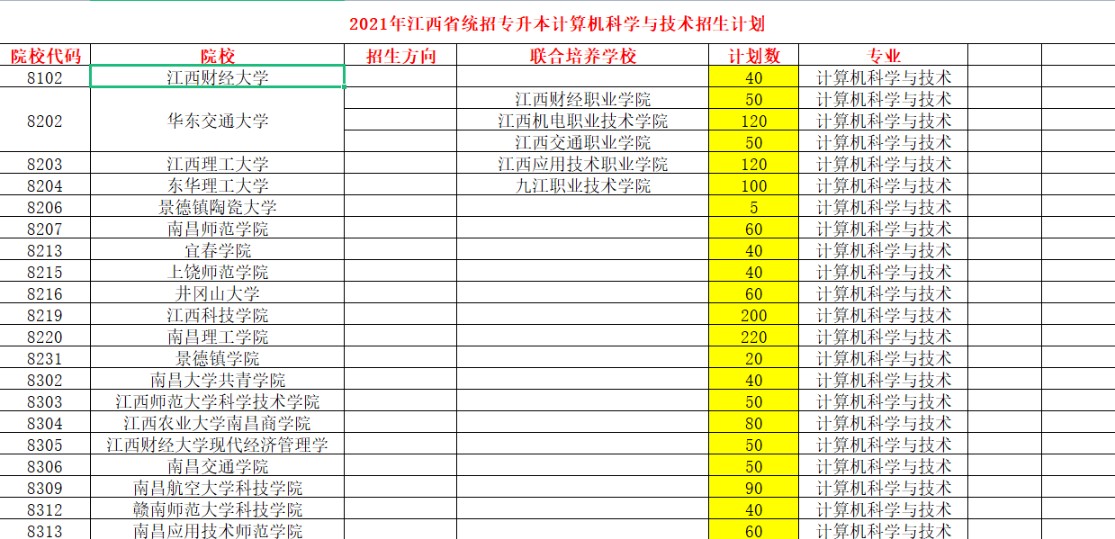 2021年江西省统招专升本计算机科学与技术招生计划
院校代码 院校 招生方向 联合培养学校 计划数 专业
8102 江西财经大学 40 计算机科学与技术
江西财经职业学院 50 计算机科学与技术
8202 华东交通大学 江西机电职业技术学院 120 计算机科学与技术
江西交通职业学院 50 计算机科学与技术
8203 江西理工大学 江西应用技术职业学院 120 计算机科学与技术
8204 东华理工大学 九江职业技术学院 100 计算机科学与技术
8206 景德镇陶瓷大学 5 计算机科学与技术
8207 南昌师范学院 60 计算机科学与技术
8213 宜春学院 40 计算机科学与技术
8215 上饶师范学院 40 计算机科学与技术
8216 井冈山大学 60 计算机科学与技术
8219 江西科技学院 200 计算机科学与技术
8220 南昌理工学院 220 计算机科学与技术
8231 景德镇学院 20 计算机科学与技术
8302 南昌大学共青学院 40 计算机科学与技术
8303 江西师范大学科学技术学院 50 计算机科学与技术
8304 江西农业大学南昌商学院 80 计算机科学与技术
8305 江西财经大学现代经济管理学 50 计算机科学与技术
8306 南昌交通学院 50 计算机科学与技术
8309 南昌航空大学科技学院 90 计算机科学与技术
8312 赣南师范大学科技学院 40 计算机科学与技术
8313 南昌应用技术师范学院 60 计算机科学与技术